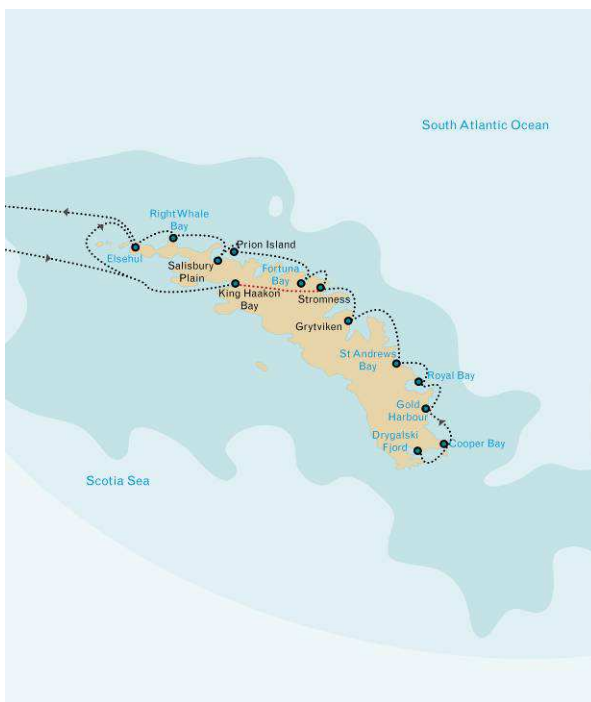 South Atlantic Ocean
Right Whale
Bay
Prion Island
Elsehul
Salisbury
Plain
Fortuna
Bay
King Haakon
Bay
Stromness
Grytviken
St Andrews
Bay
Royal Bay
Gold
Harbour
Drygalski
Fjord
Cooper Bay
Scotia Sea